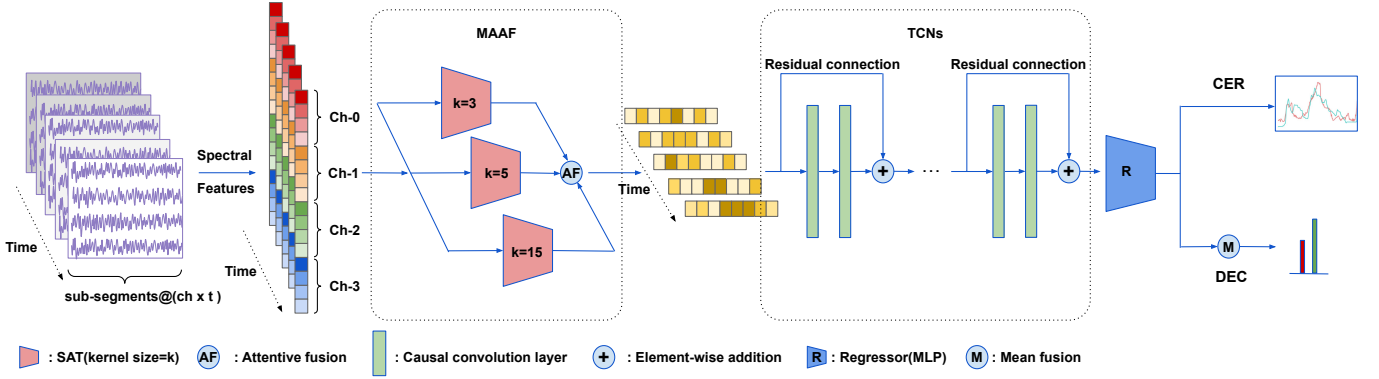 MAAF
TCNs
Residual connection
Residual connection
CER
k=3
Ch-0
Spectral
Features
Ch-1
k=5
AF
Time
+
...
+
R
Ch-2
Time
Time
k=15
M
DEC
Ch-3
sub-segments@(ch x t )
: SAT(kernel size=k)
AF : Attentive fusion
: Causal convolution layer
+ : Element-wise addition
R : Regressor(MLP)
M : Mean fusion